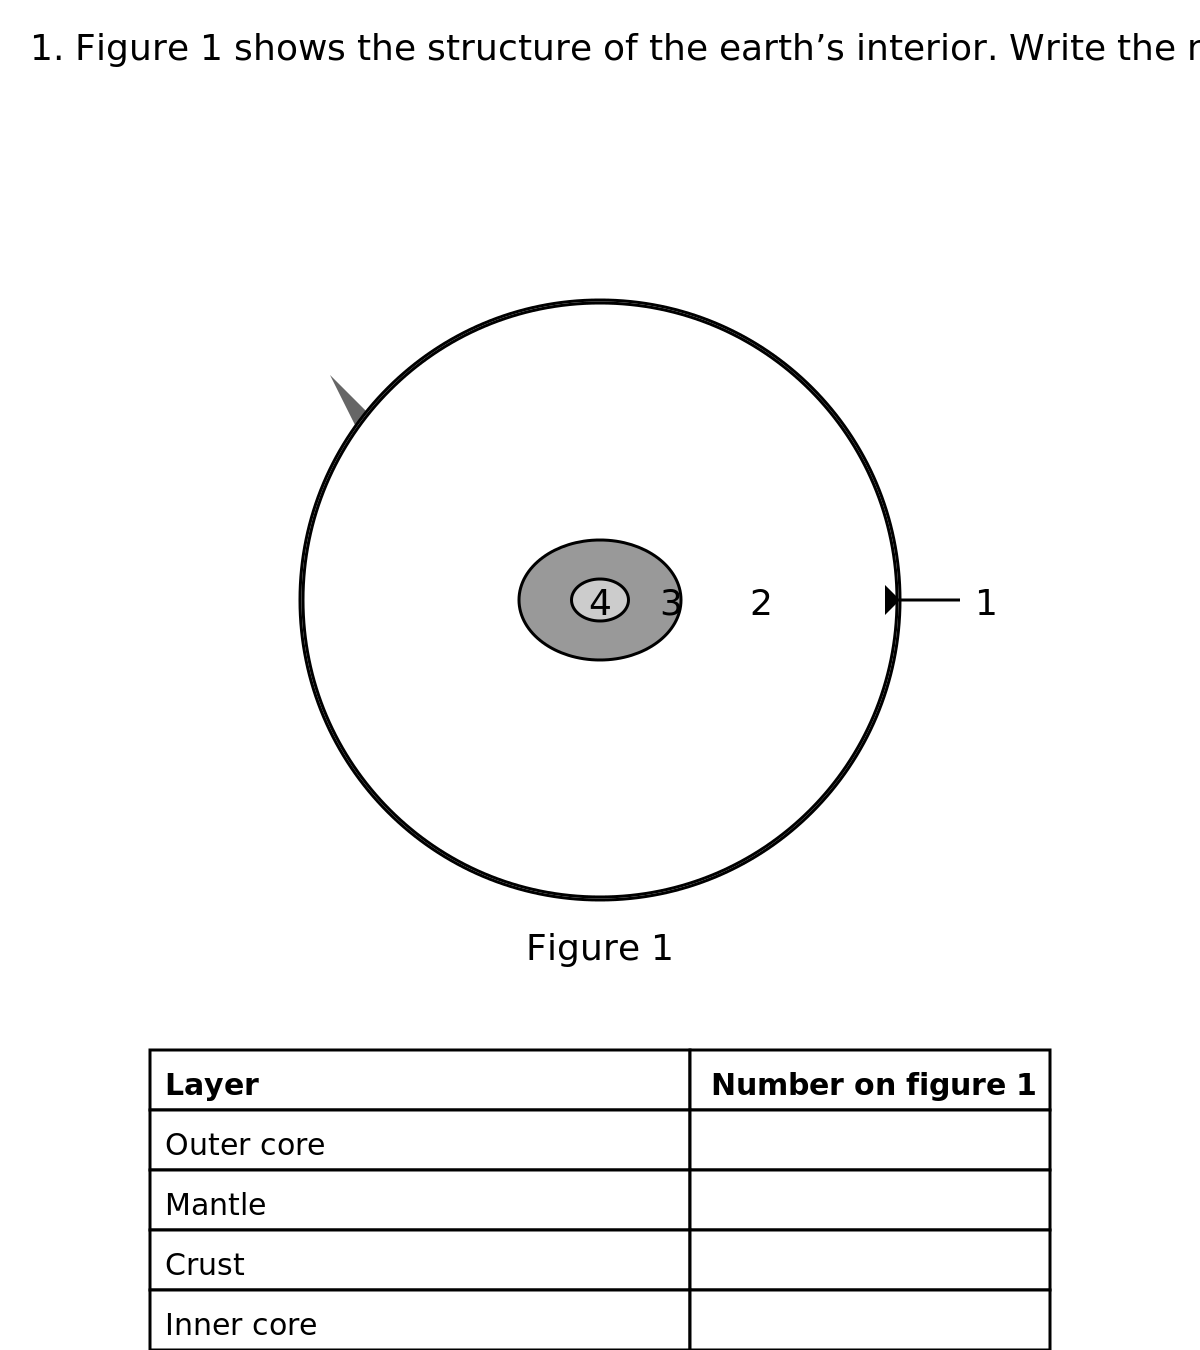 1. Figure 1 shows the structure of the earth’s interior. Write the
4 3 2 1
Figure 1
Layer Number on figure 1
Outer core
Mantle
Crust
Inner core